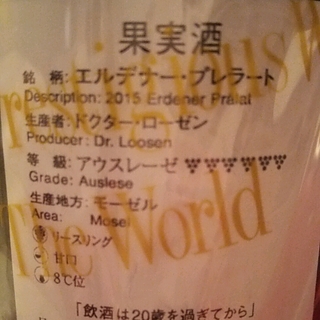 果実酒
銘 柄: エルデナー・プレラート
Description: 2015 Erdener Pralat
生産者: ドクター・ローゼン
Producer: Dr. Loosen
等 級: アウスレーゼ
Grade: Auslese
生産地方: モーゼル
Area: Mosel
リースリング
甘口
8℃位
「飲酒は20歳を過ぎてから」
The World